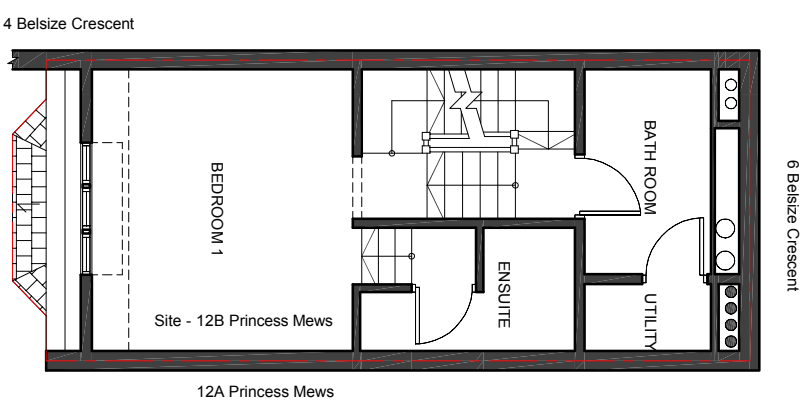 4 Belsize Crescent
BATH ROOM
6 Belsize Crescent
BEDROOM 1
ENSUITE
UTILITY
Site - 12B Princess Mews
12A Princess Mews